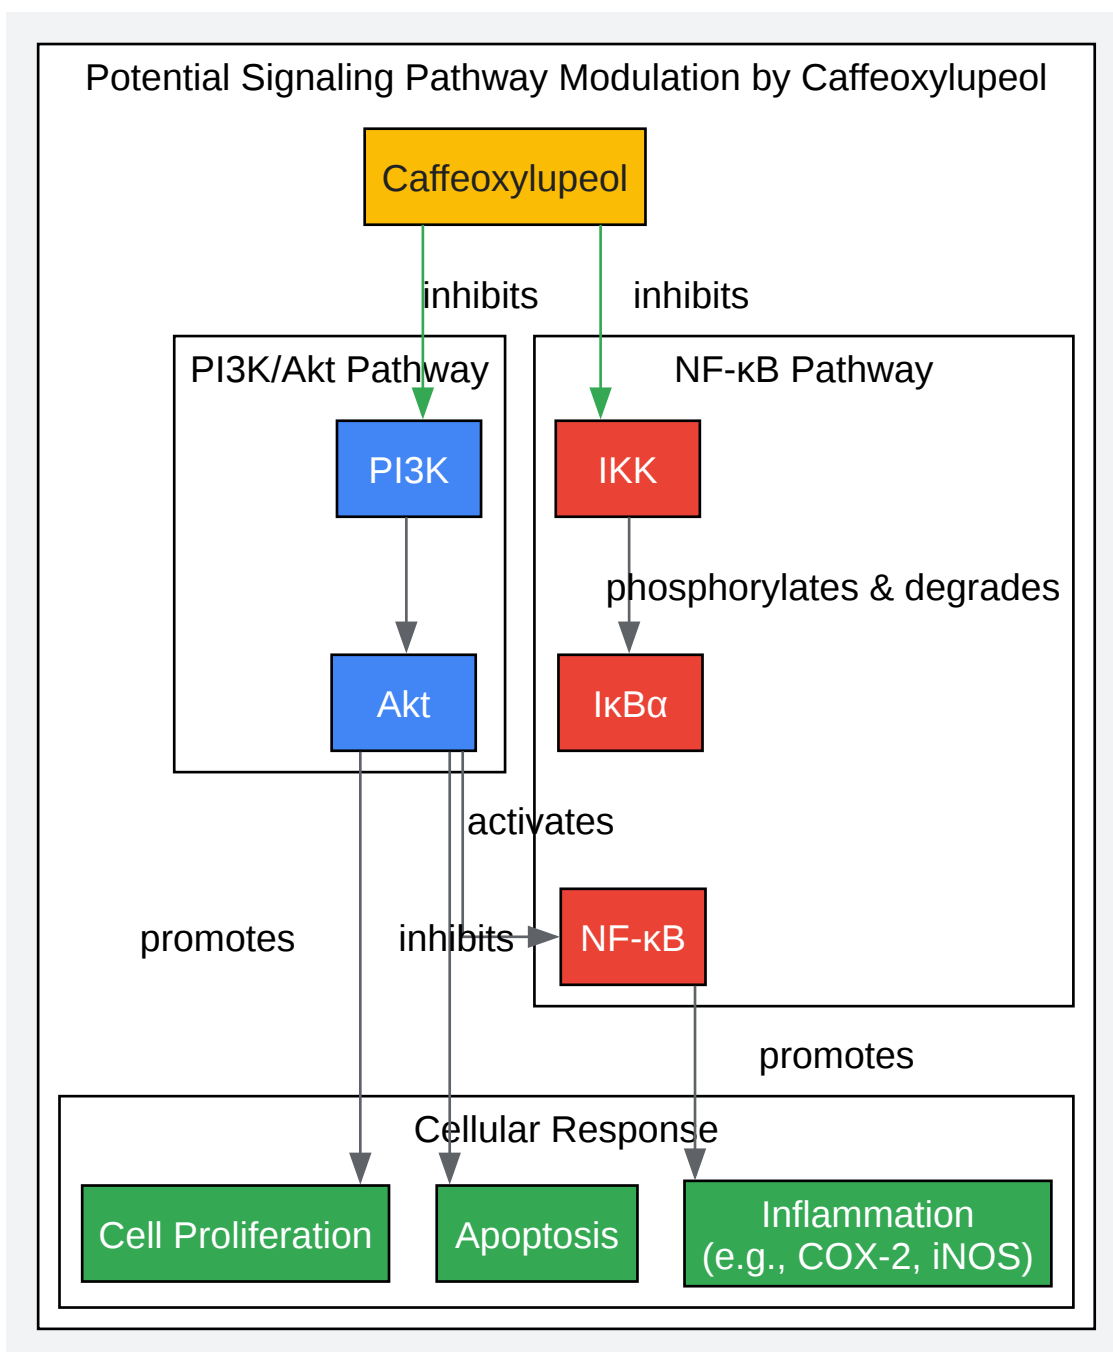 Potential Signaling Pathway Modulation by Caffeoxylupeol
Caffeoxylupeol
inhibits
inhibits
PI3K/Akt Pathway
NF-κB Pathway
PI3K
IKK
phosphorylates & degrades
Akt
IκBα
activates
promotes
inhibits
NF-κB
promotes
Cellular Response
Cell Proliferation
Apoptosis
Inflammation
(e.g., COX-2, iNOS)